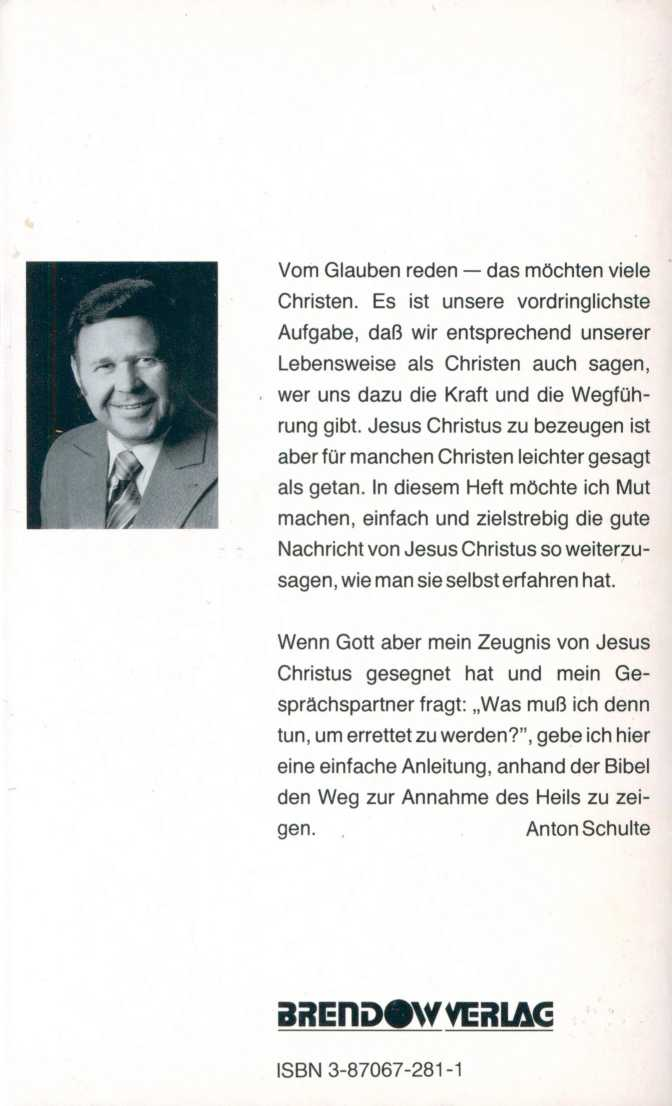 Vom Glauben reden — das möchten viele
Christen. Es ist unsere vordringlichste
Aufgabe, daß wir entsprechend unserer
Lebensweise als Christen auch sagen,
wer uns dazu die Kraft und die Wegfüh-
rung gibt. Jesus Christus zu bezeugen ist
aber für manchen Christen leichter gesagt
als getan. In diesem Heft möchte ich Mut
machen, einfach und zielstrebig die gute
Nachricht von Jesus Christus so weiterzu-
sagen, wie man sie selbst erfahren hat.

Wenn Gott aber mein Zeugnis von Jesus
Christus gesegnet hat und mein Ge-
sprächspartner fragt: „Was muß ich denn
tun, um errettet zu werden?”, gebe ich hier
eine einfache Anleitung, anhand der Bibel
den Weg zur Annahme des Heils zu zei-
gen. Anton Schulte

BRENDOW VERLAG
ISBN 3-87067-281-1